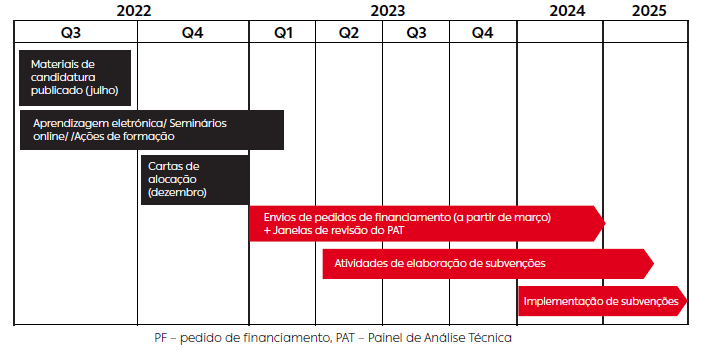 2022 2023 2024 2025
Q3 Q4 Q1 Q2 Q3 Q4
Materiais de
candidatura
publicado (julho)
Aprendizagem eletrónica/ Seminários
online/ /Ações de formação
Cartas de
alocação
(dezembro)
Envios de pedidos de financiamento (a partir de março)
+ Janelas de revisão do PAT
Atividades de elaboração de subvenções
Implementação de subvenções
PF – pedido de financiamento, PAT – Painel de Análise Técnica